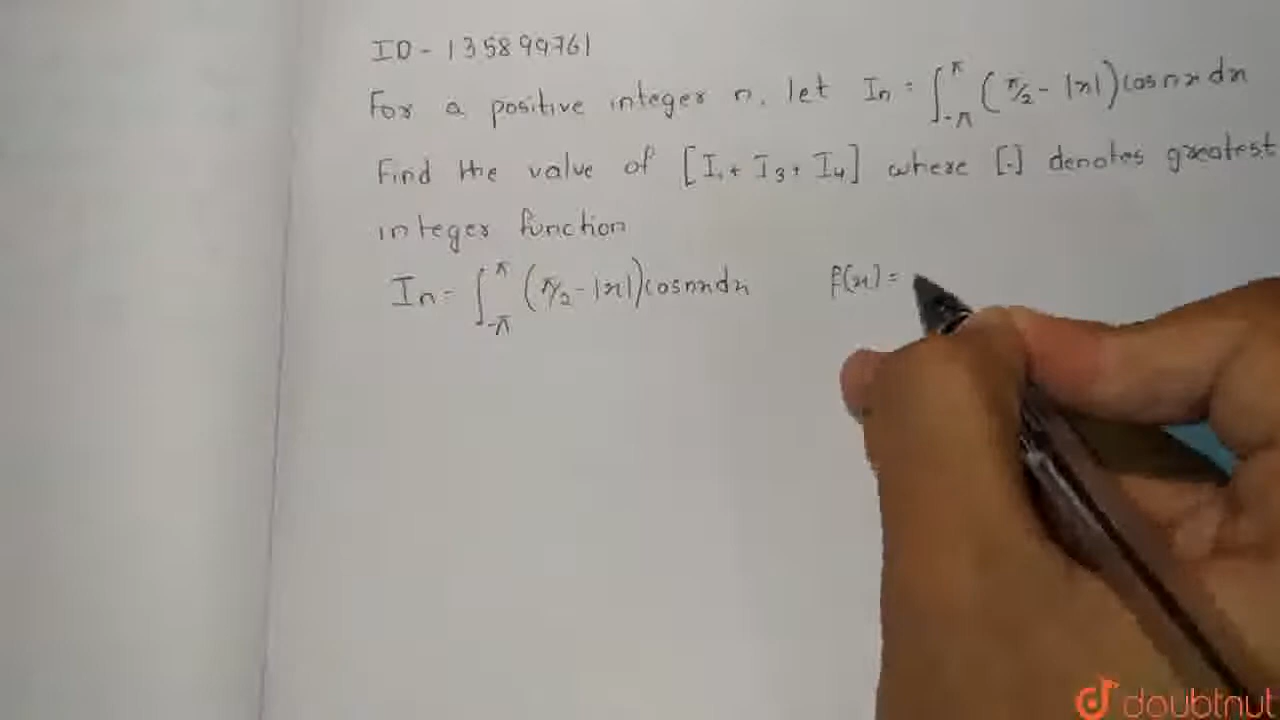 ID - 135899761
For a positive integer n, let In = ∫_{-π}^{π} (π/2 - |x|) cos nx dx
Find the value of [I₁ + I₃ + I₄] where [.] denotes greatest
integer function
In = ∫_{-π}^{π} (π/2 - |x|) cos nx dx f(x) =
doubtnut